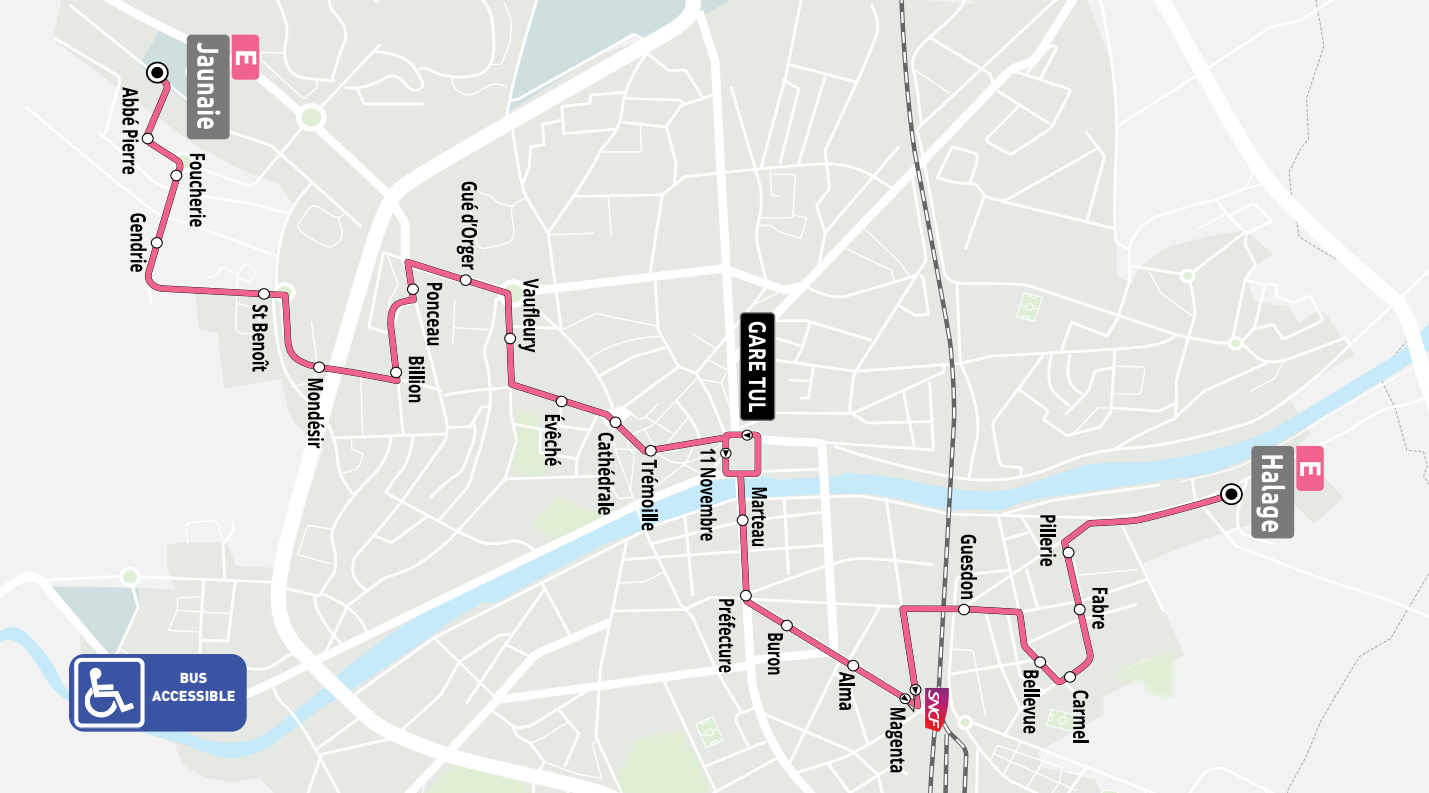 E
Jaunaie
Abbé Pierre
Foucherie
Gendrie
St Benoît
Mondésir
Billion
Ponceau
Gué d'Orger
Vaufleury
Évêché
Cathédrale
Trémoille
11 Novembre
GARE TUL
Marteau
Préfecture
Buron
Alma
Magenta
SNCF
Guesdon
Bellevue
Carmel
Fabre
Pillerie
E
Halage
BUS
ACCESSIBLE